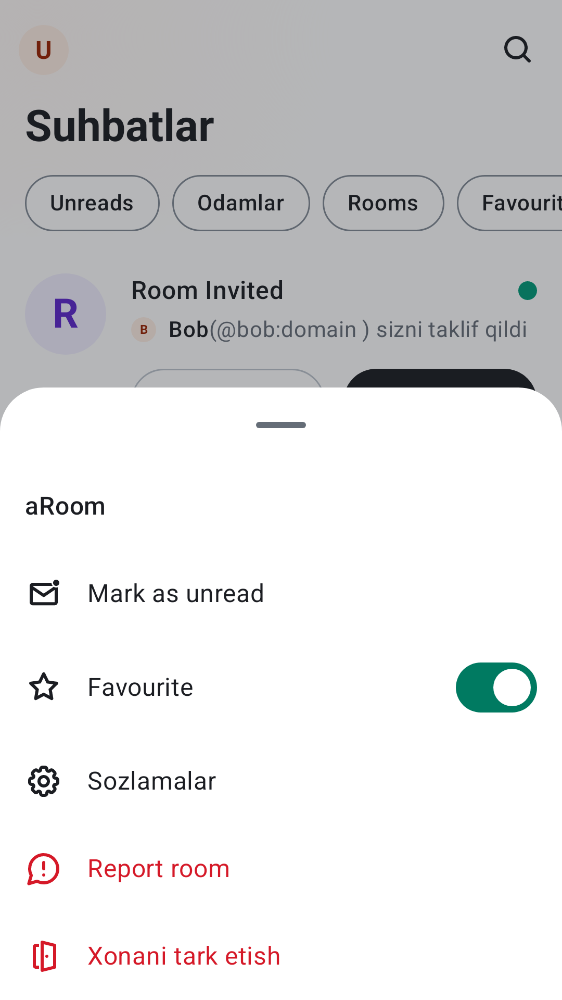 U
Suhbatlar
Unreads Odamlar Rooms Favourit
R
Room Invited
B Bob(@bob:domain ) sizni taklif qildi
aRoom
Mark as unread
Favourite
Sozlamalar
Report room
Xonani tark etish